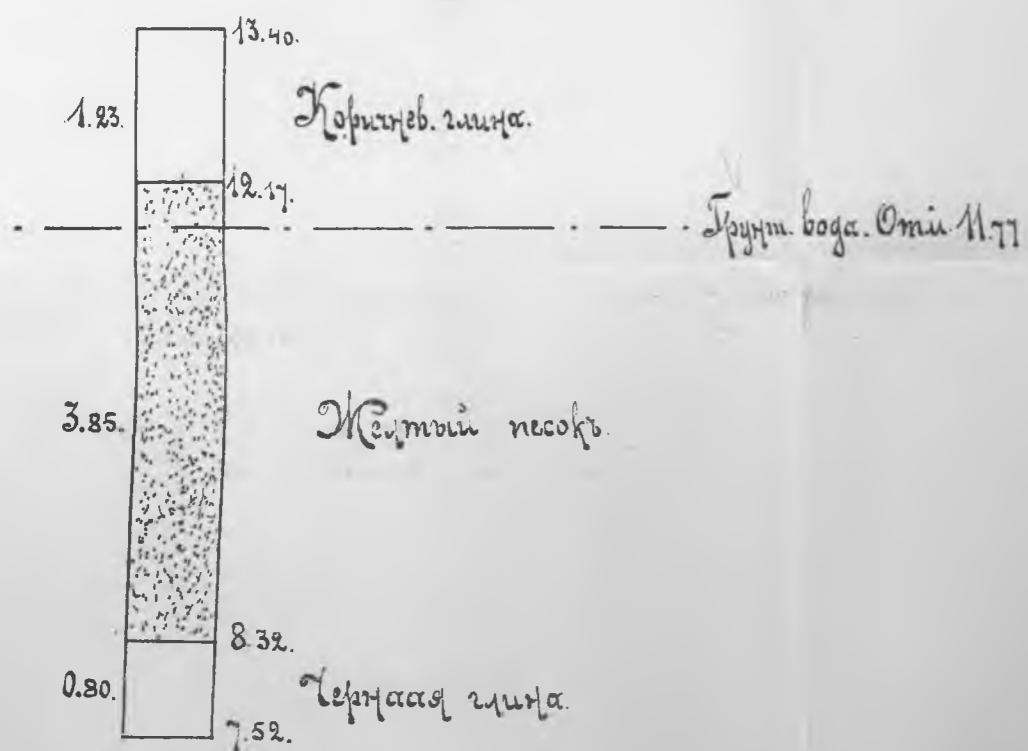 13.40.
1.23.
Коричнев. глина.
12.17.
Грунт. вода. Отм. 11.77
3.85.
Желтый песокъ.
8.32.
0.80.
Чернаая глина.
7.52.